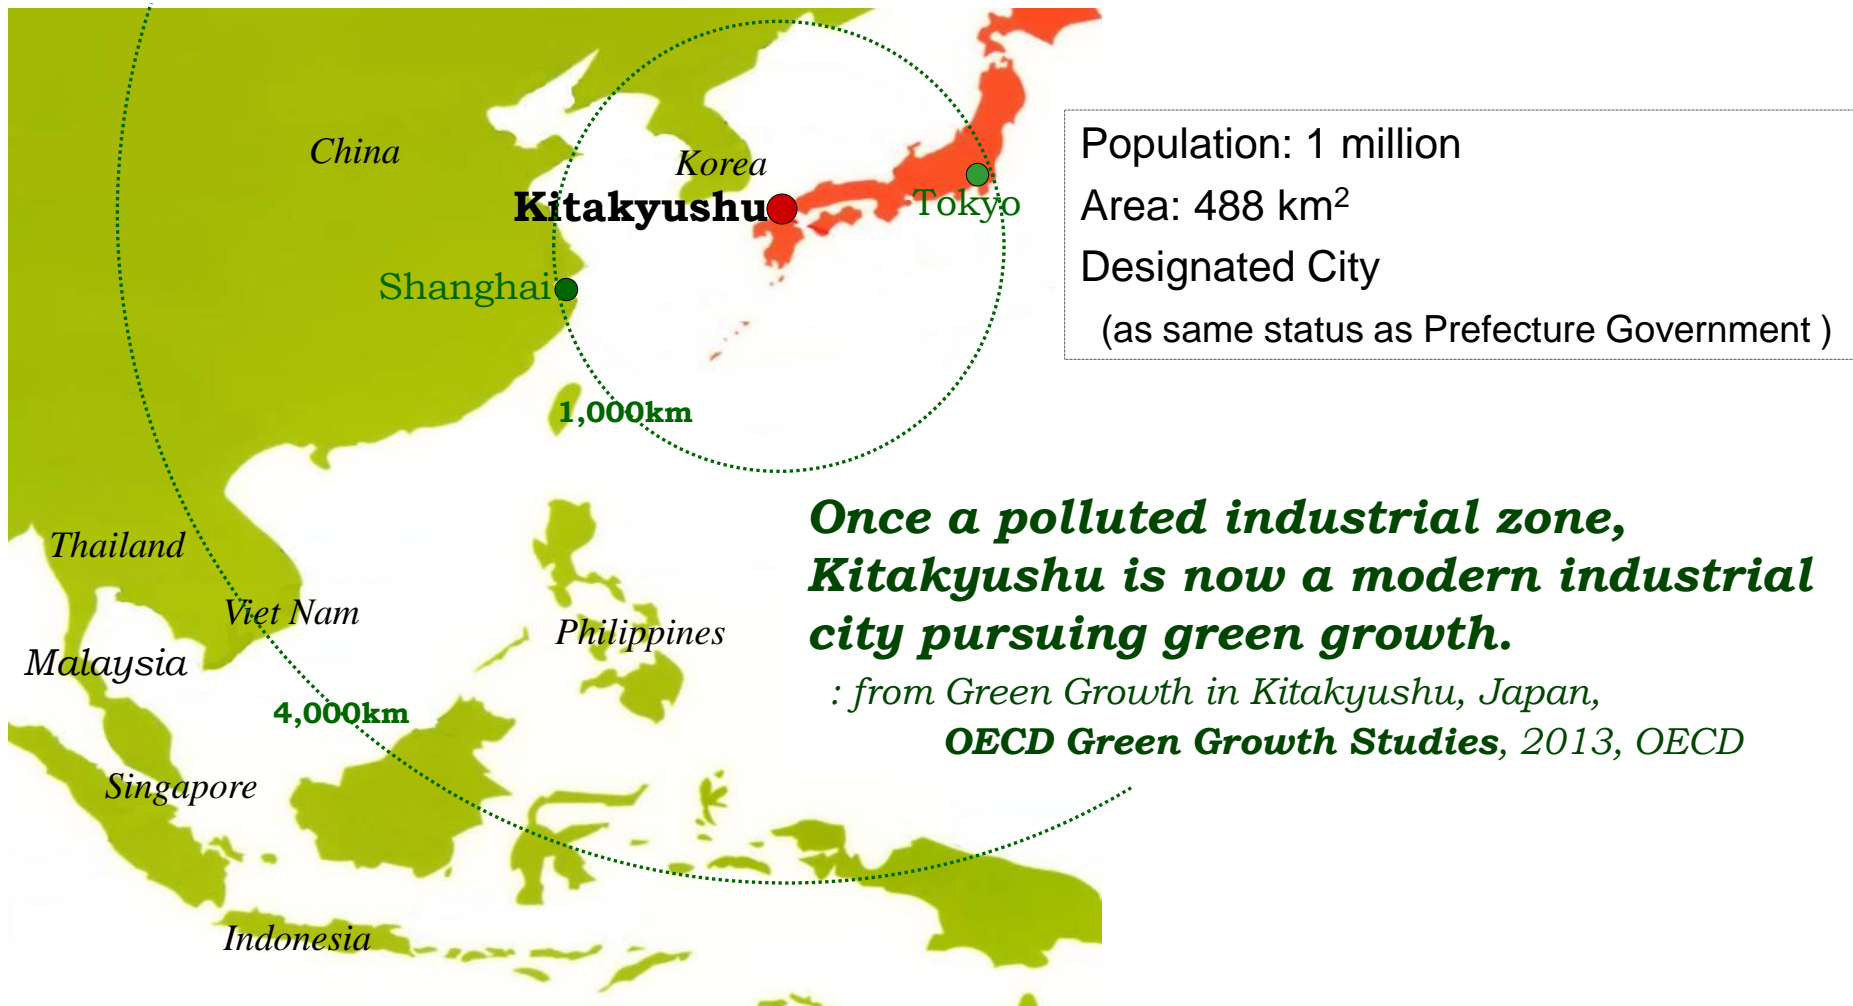 China
Korea
Kitakyushu
Tokyo
Shanghai
1,000km
Thailand
Viet Nam
Philippines
Malaysia
4,000km
Singapore
Indonesia
Population: 1 million
Area: 488 km²
Designated City
(as same status as Prefecture Government )
Once a polluted industrial zone,
Kitakyushu is now a modern industrial
city pursuing green growth.
: from Green Growth in Kitakyushu, Japan,
OECD Green Growth Studies, 2013, OECD